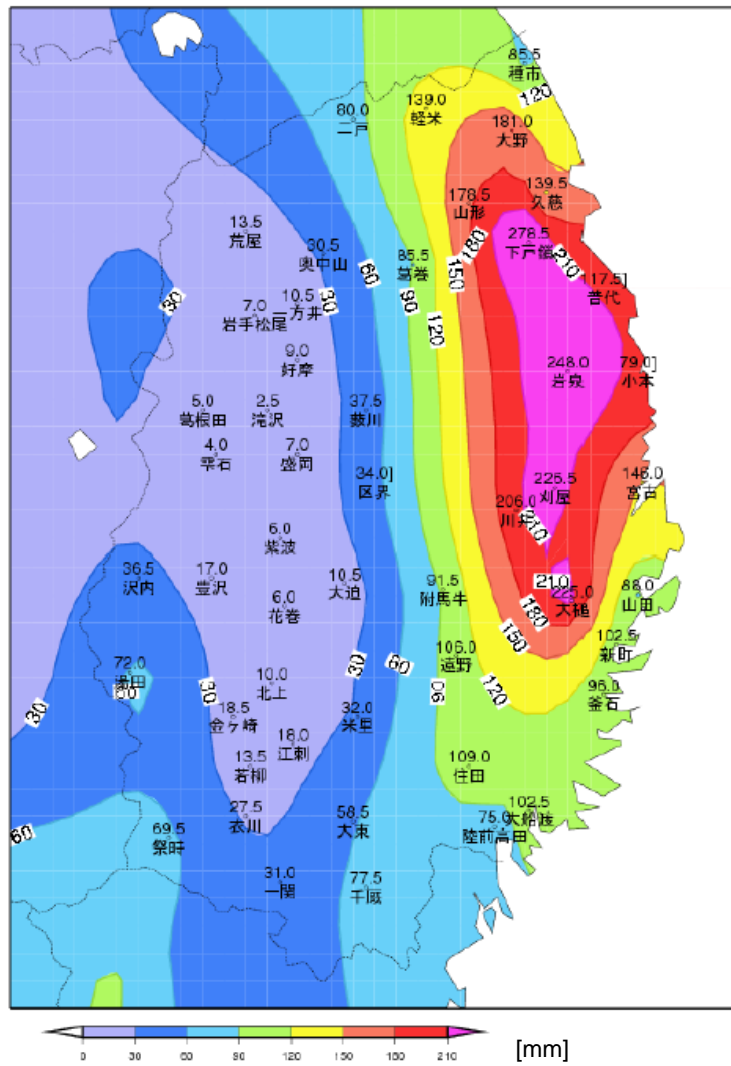 85.5
種市
120
139.0
軽米
80.0
一戸
181.0
大野
139.5
久慈
178.5
山形
180
13.5
荒屋
30.5
奥中山
60
85.5
葛巻
150
278.5
下戸鎖
210
117.5]
普代
30
7.0
岩手松尾
10.5
一方井
30
90
120
9.0
好摩
248.0
岩泉
79.0]
小本
5.0
葛根田
2.5
滝沢
37.5
薮川
4.0
雫石
7.0
盛岡
34.0]
区界
226.5
刈屋
146.0
宮古
206.0
川井
210
6.0
紫波
36.5
沢内
17.0
豊沢
10.5
大迫
91.5
附馬牛
210
225.0
大槌
88.0
山田
6.0
花巻
180
150
102.5
新町
106.0
遠野
72.0
湯田
60
30
30
10.0
北上
30
60
90
120
96.0
釜石
18.5
金ヶ崎
32.0
米里
18.0
江刺
13.5
若柳
109.0
住田
27.5
衣川
58.5
大東
102.5
大船渡
75.0
陸前高田
60
69.5
祭畤
31.0
一関
77.5
千厩
0 30 60 90 120 150 180 210
[mm]